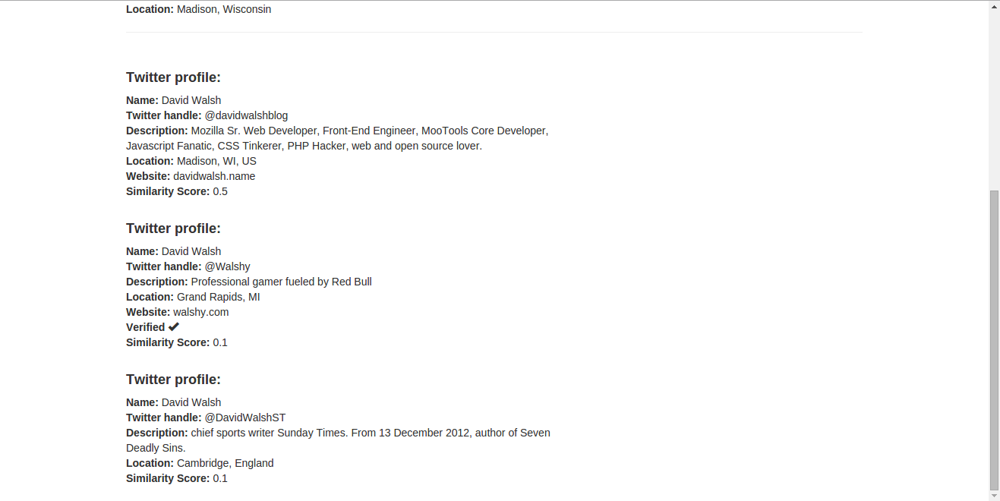 Location: Madison, Wisconsin
Twitter profile:
Name: David Walsh
Twitter handle: @davidwalshblog
Description: Mozilla Sr. Web Developer, Front-End Engineer, MooTools Core Developer,
Javascript Fanatic, CSS Tinkerer, PHP Hacker, web and open source lover.
Location: Madison, WI, US
Website: davidwalsh.name
Similarity Score: 0.5
Twitter profile:
Name: David Walsh
Twitter handle: @Walshy
Description: Professional gamer fueled by Red Bull
Location: Grand Rapids, MI
Website: walshy.com
Verified ✔
Similarity Score: 0.1
Twitter profile:
Name: David Walsh
Twitter handle: @DavidWalshST
Description: chief sports writer Sunday Times. From 13 December 2012, author of Seven
Deadly Sins.
Location: Cambridge, England
Similarity Score: 0.1